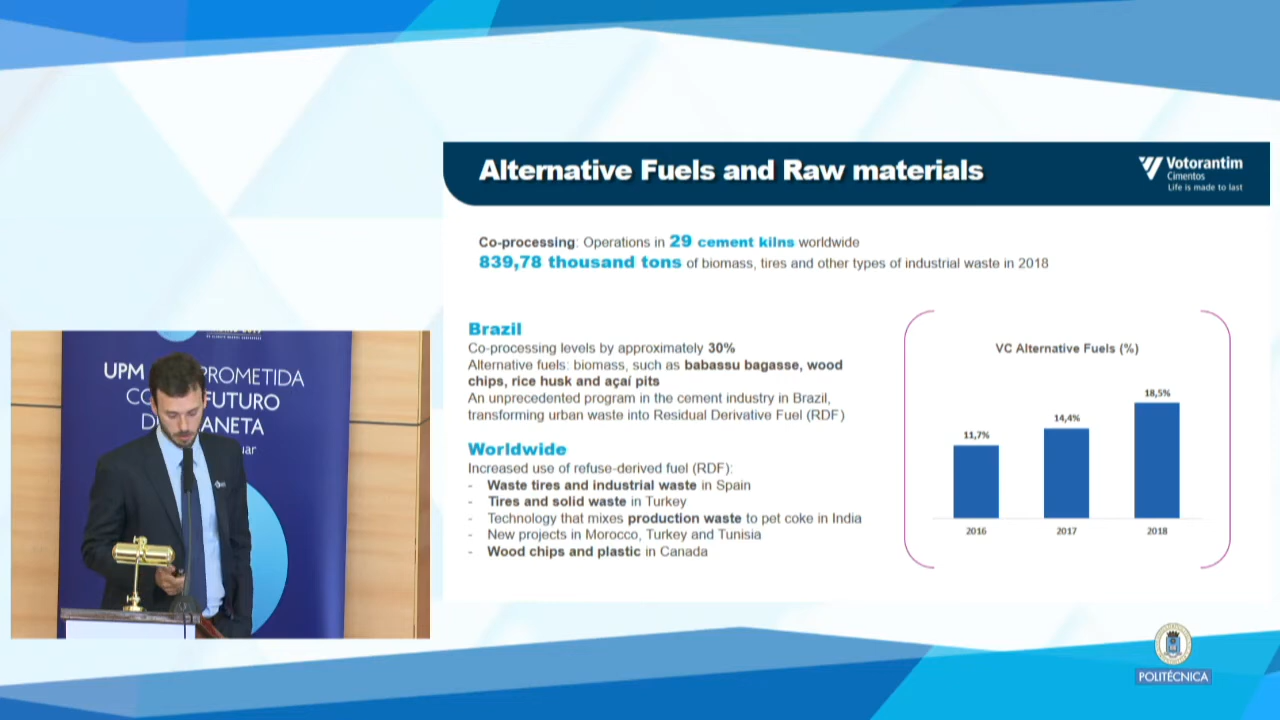 Alternative Fuels and Raw materials
Votorantim
Cimentos
Life is made to last
Co-processing: Operations in 29 cement kilns worldwide
839,78 thousand tons of biomass, tires and other types of industrial waste in 2018
Brazil
Co-processing levels by approximately 30%
Alternative fuels: biomass, such as babassu bagasse, wood
chips, rice husk and açaí pits
An unprecedented program in the cement industry in Brazil,
transforming urban waste into Residual Derivative Fuel (RDF)
Worldwide
Increased use of refuse-derived fuel (RDF):
- Waste tires and industrial waste in Spain
- Tires and solid waste in Turkey
- Technology that mixes production waste to pet coke in India
- New projects in Morocco, Turkey and Tunisia
- Wood chips and plastic in Canada
VC Alternative Fuels (%)
11,7%
14,4%
18,5%
2016
2017
2018
UPM PROMETIDA
CO FUTURO
D ANETA
uar
POLITÉCNICA